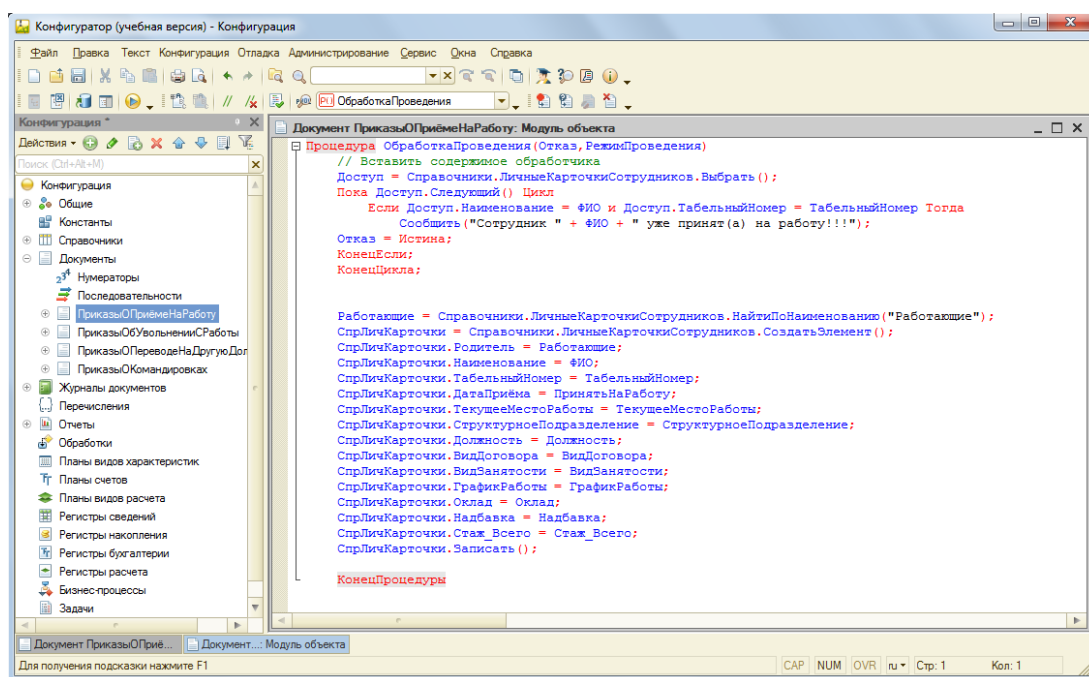 Конфигуратор (учебная версия) - Конфигурация
Файл Правка Текст Конфигурация Отладка Администрирование Сервис Окна Справка
ОбработкаПроведения
Конфигурация *
Действия
Поиск (Ctrl+Alt+M)
Конфигурация
Общие
Константы
Справочники
Документы
Нумераторы
Последовательности
ПриказыОПриёмеНаРаботу
ПриказыОбУвольненииСРаботы
ПриказыОПереводеНаДругуюДол
ПриказыОКомандировках
Журналы документов
Перечисления
Отчеты
Обработки
Планы видов характеристик
Планы счетов
Планы видов расчета
Регистры сведений
Регистры накопления
Регистры бухгалтерии
Регистры расчета
Бизнес-процессы
Задачи
Документ ПриказыОПриёмеНаРаботу: Модуль объекта
Процедура ОбработкаПроведения(Отказ,РежимПроведения)
// Вставить содержимое обработчика
Доступ = Справочники.ЛичныеКарточкиСотрудников.Выбрать();
Пока Доступ.Следующий() Цикл
Если Доступ.Наименование = ФИО и Доступ.ТабельныйНомер = ТабельныйНомер Тогда
Сообщить("Сотрудник " + ФИО + " уже принят(а) на работу!!!");
Отказ = Истина;
КонецЕсли;
КонецЦикла;
Работающие = Справочники.ЛичныеКарточкиСотрудников.НайтиПоНаименованию("Работающие");
СпрЛичКарточки = Справочники.ЛичныеКарточкиСотрудников.СоздатьЭлемент();
СпрЛичКарточки.Родитель = Работающие;
СпрЛичКарточки.Наименование = ФИО;
СпрЛичКарточки.ТабельныйНомер = ТабельныйНомер;
СпрЛичКарточки.ДатаПриёма = ПринятьНаРаботу;
СпрЛичКарточки.ТекущееМестоРаботы = ТекущееМестоРаботы;
СпрЛичКарточки.СтруктурноеПодразделение = СтруктурноеПодразделение;
СпрЛичКарточки.Должность = Должность;
СпрЛичКарточки.ВидДоговора = ВидДоговора;
СпрЛичКарточки.ВидЗанятости = ВидЗанятости;
СпрЛичКарточки.ГрафикРаботы = ГрафикРаботы;
СпрЛичКарточки.Оклад = Оклад;
СпрЛичКарточки.Надбавка = Надбавка;
СпрЛичКарточки.Стаж_Всего = Стаж_Всего;
СпрЛичКарточки.Записать();
КонецПроцедуры
Документ ПриказыОПриё... Документ...: Модуль объекта
Для получения подсказки нажмите F1 CAP NUM OVR ru Стр: 1 Кол: 1